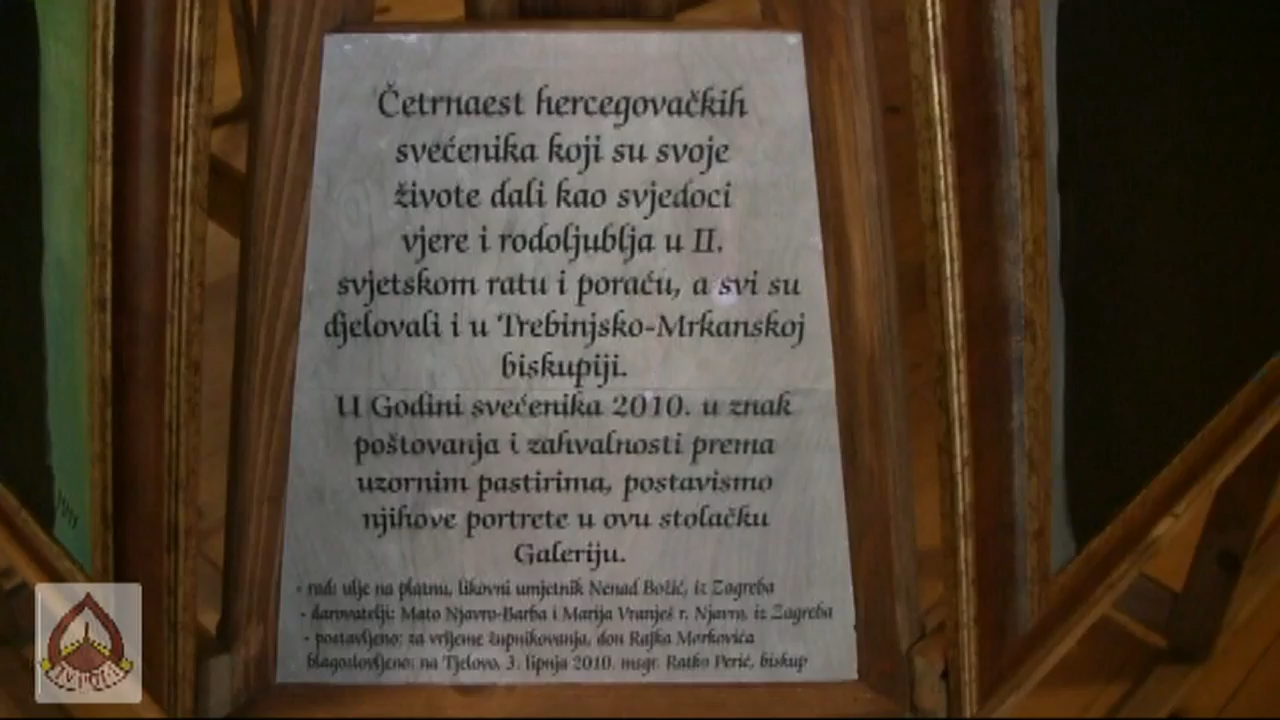 Četrnaest hercegovačkih
svećenika koji su svoje
živote dali kao svjedoci
vjere i rodoljublja u II.
svjetskom ratu i poraću, a svi su
djelovali i u Trebinjsko-Mrkanskoj
biskupiji.
U Godini svećenika 2010. u znak
poštovanja i zahvalnosti prema
uzornim pastirima, postavismo
njihove portrete u ovu stolačku
Galeriju.
- rad: ulje na platnu, likovni umjetnik Nenad Božić, iz Zagreba
- darovatelji: Mato Njavro-Barba i Marija Vranješ r. Njavro, iz Zagreba
- postavljeno: za vrijeme župnikovanja, don Rajka Markovića
blagoslovljeno: na Tjelovo, 3. lipnja 2010. msgr. Ratko Perić, biskup